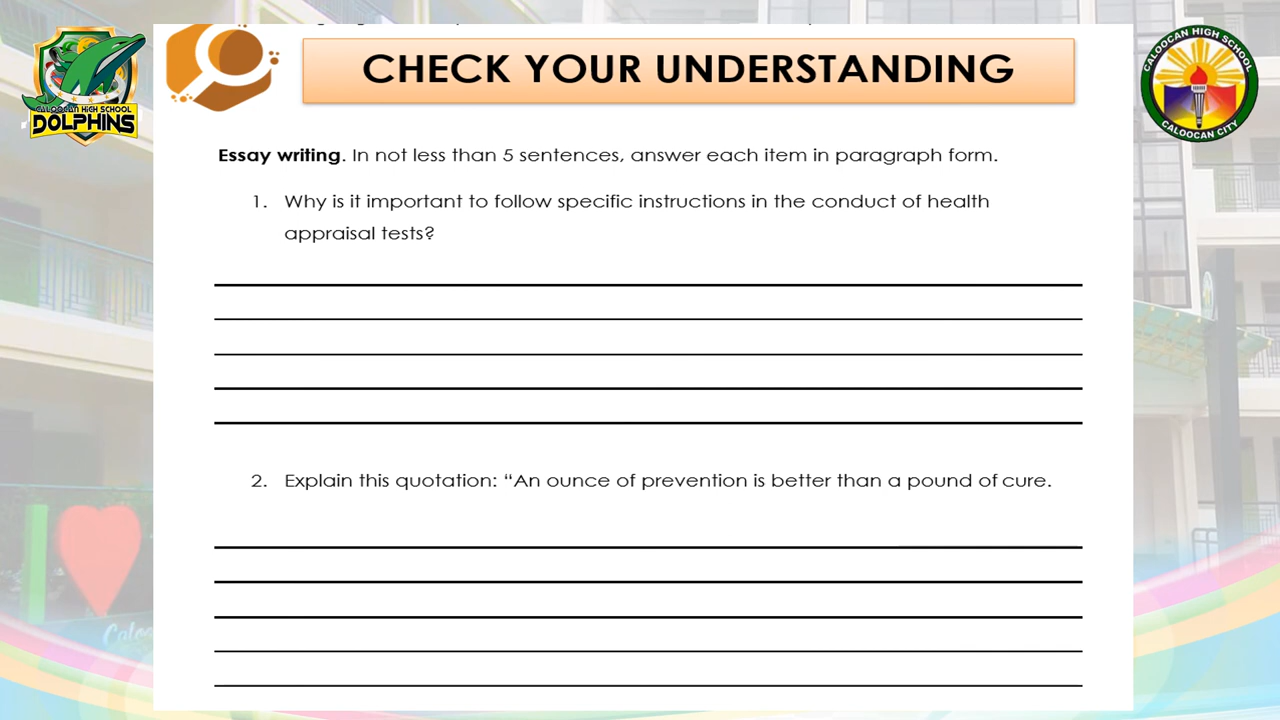 CHECK YOUR UNDERSTANDING
CALOOCAN HIGH SCHOOL
DOLPHINS
CALOOCAN HIGH SCHOOL
CALOOCAN CITY
Essay writing. In not less than 5 sentences, answer each item in paragraph form.
1. Why is it important to follow specific instructions in the conduct of health
appraisal tests?
2. Explain this quotation: “An ounce of prevention is better than a pound of cure.
I